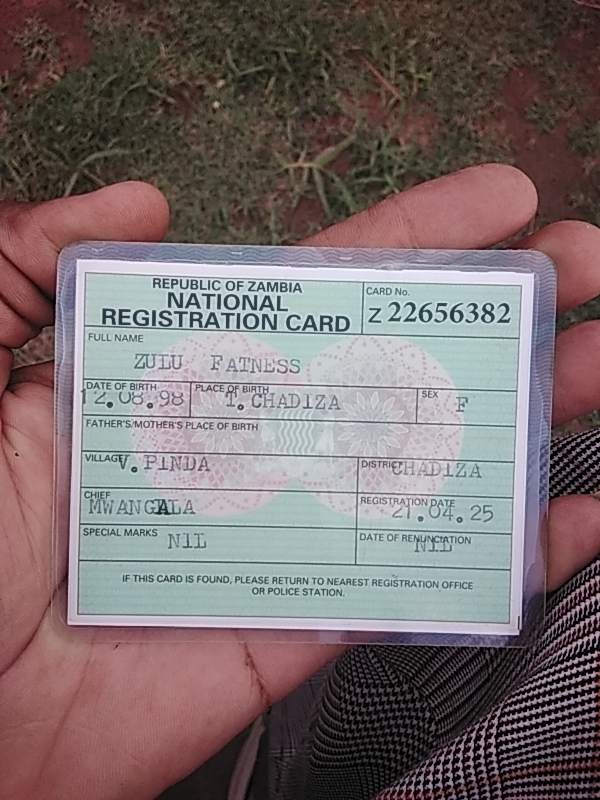 REPUBLIC OF ZAMBIA
NATIONAL
REGISTRATION CARD
CARD No.
Z 22656382
FULL NAME
ZULU FATNESS
DATE OF BIRTH
12.08.98
PLACE OF BIRTH
T. CHADIZA
SEX
F
FATHER'S/MOTHER'S PLACE OF BIRTH
VILLAGE
V. PINDA
DISTRICT
CHADIZA
CHIEF
MWANGALA
REGISTRATION DATE
27.04.25
SPECIAL MARKS
NIL
DATE OF RENUNCIATION
NIL
IF THIS CARD IS FOUND, PLEASE RETURN TO NEAREST REGISTRATION OFFICE
OR POLICE STATION.